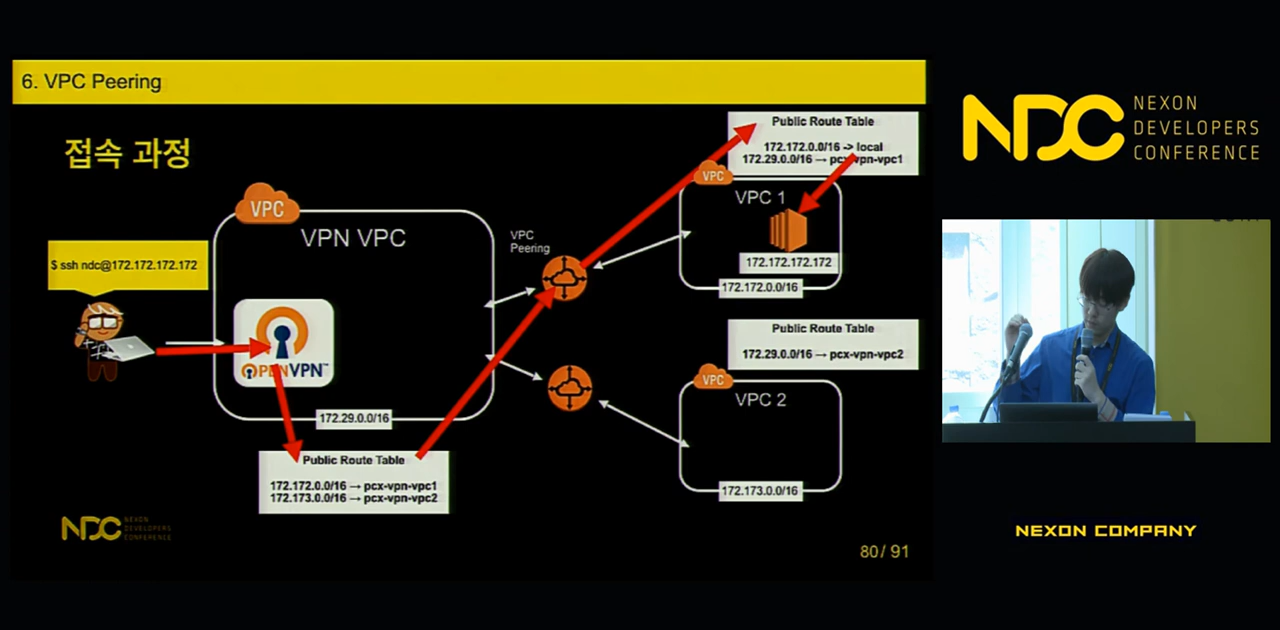 6. VPC Peering
접속 과정
Public Route Table
172.172.0.0/16 -> local
172.29.0.0/16 → pcx-vpn-vpc1
VPC
VPC 1
172.172.172.172
172.172.0.0/16
VPC
VPN VPC
VPC
Peering
$ ssh ndc@172.172.172.172
OPENVPN™
172.29.0.0/16
Public Route Table
172.172.0.0/16 → pcx-vpn-vpc1
172.173.0.0/16 → pcx-vpn-vpc2
Public Route Table
172.29.0.0/16 → pcx-vpn-vpc2
VPC
VPC 2
172.173.0.0/16
NDC
NEXON
DEVELOPERS
CONFERENCE
80 / 91
NDC
NEXON
DEVELOPERS
CONFERENCE
NEXON COMPANY